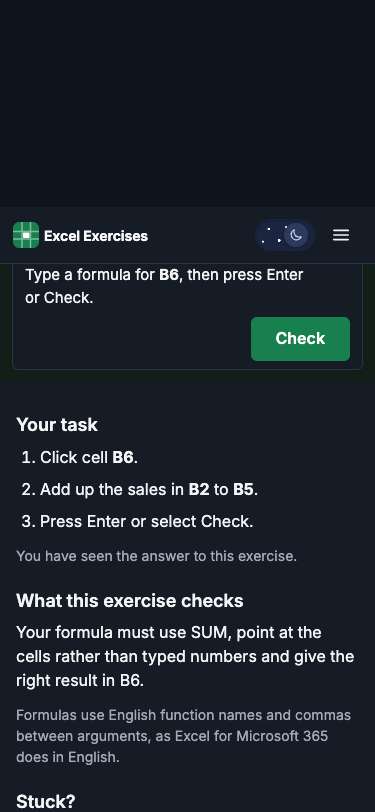 Excel Exercises
Type a formula for B6, then press Enter
or Check.
Check
Your task
1. Click cell B6.
2. Add up the sales in B2 to B5.
3. Press Enter or select Check.
You have seen the answer to this exercise.
What this exercise checks
Your formula must use SUM, point at the
cells rather than typed numbers and give the
right result in B6.
Formulas use English function names and commas
between arguments, as Excel for Microsoft 365
does in English.
Stuck?